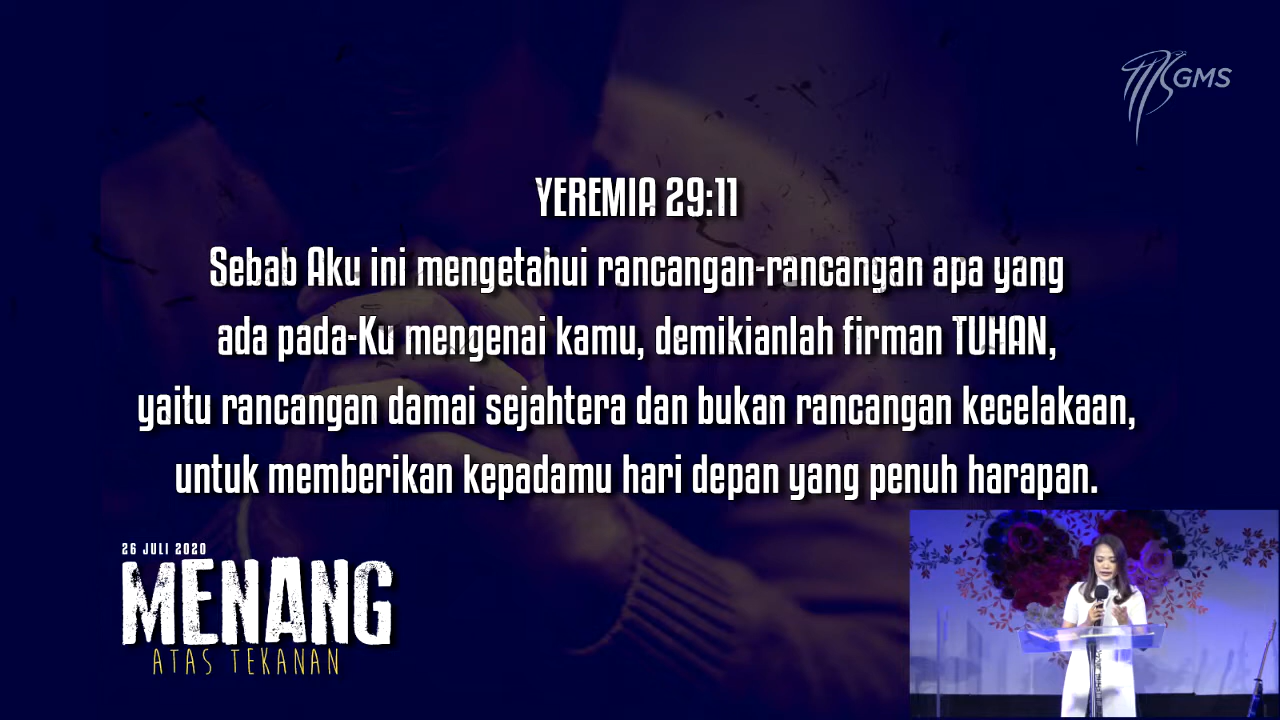 GMS
YEREMIA 29:11
Sebab Aku ini mengetahui rancangan-rancangan apa yang
ada pada-Ku mengenai kamu, demikianlah firman TUHAN,
yaitu rancangan damai sejahtera dan bukan rancangan kecelakaan,
untuk memberikan kepadamu hari depan yang penuh harapan.
26 JULI 2020
MENANG
ATAS TEKANAN